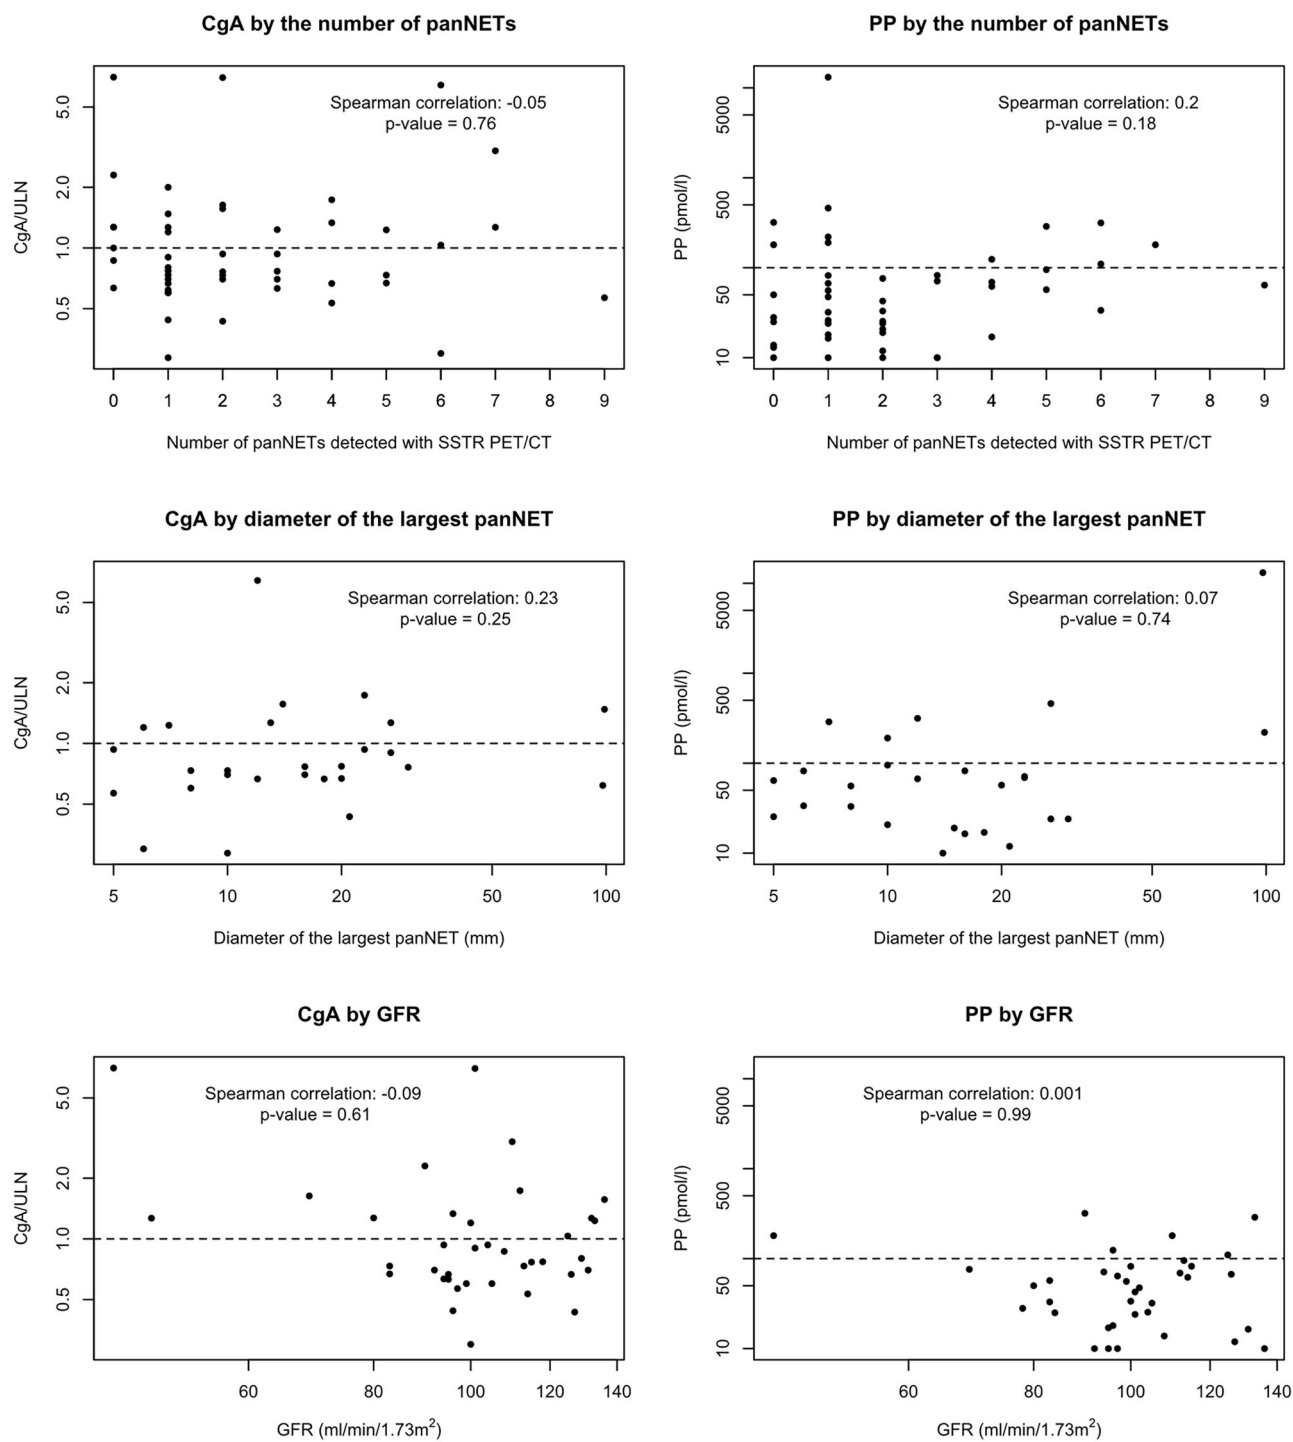 CgA by the number of panNETs
Spearman correlation: -0.05
p-value = 0.76
CgA/ULN
5.0
2.0
1.0
0.5
0 1 2 3 4 5 6 7 8 9
Number of panNETs detected with SSTR PET/CT
PP by the number of panNETs
Spearman correlation: 0.2
p-value = 0.18
PP (pmol/l)
5000
500
50
10
0 1 2 3 4 5 6 7 8 9
Number of panNETs detected with SSTR PET/CT
CgA by diameter of the largest panNET
Spearman correlation: 0.23
p-value = 0.25
CgA/ULN
5.0
2.0
1.0
0.5
5 10 20 50 100
Diameter of the largest panNET (mm)
PP by diameter of the largest panNET
Spearman correlation: 0.07
p-value = 0.74
PP (pmol/l)
5000
500
50
10
5 10 20 50 100
Diameter of the largest panNET (mm)
CgA by GFR
Spearman correlation: -0.09
p-value = 0.61
CgA/ULN
5.0
2.0
1.0
0.5
60 80 100 120 140
GFR (ml/min/1.73m²)
PP by GFR
Spearman correlation: 0.001
p-value = 0.99
PP (pmol/l)
5000
500
50
10
60 80 100 120 140
GFR (ml/min/1.73m²)